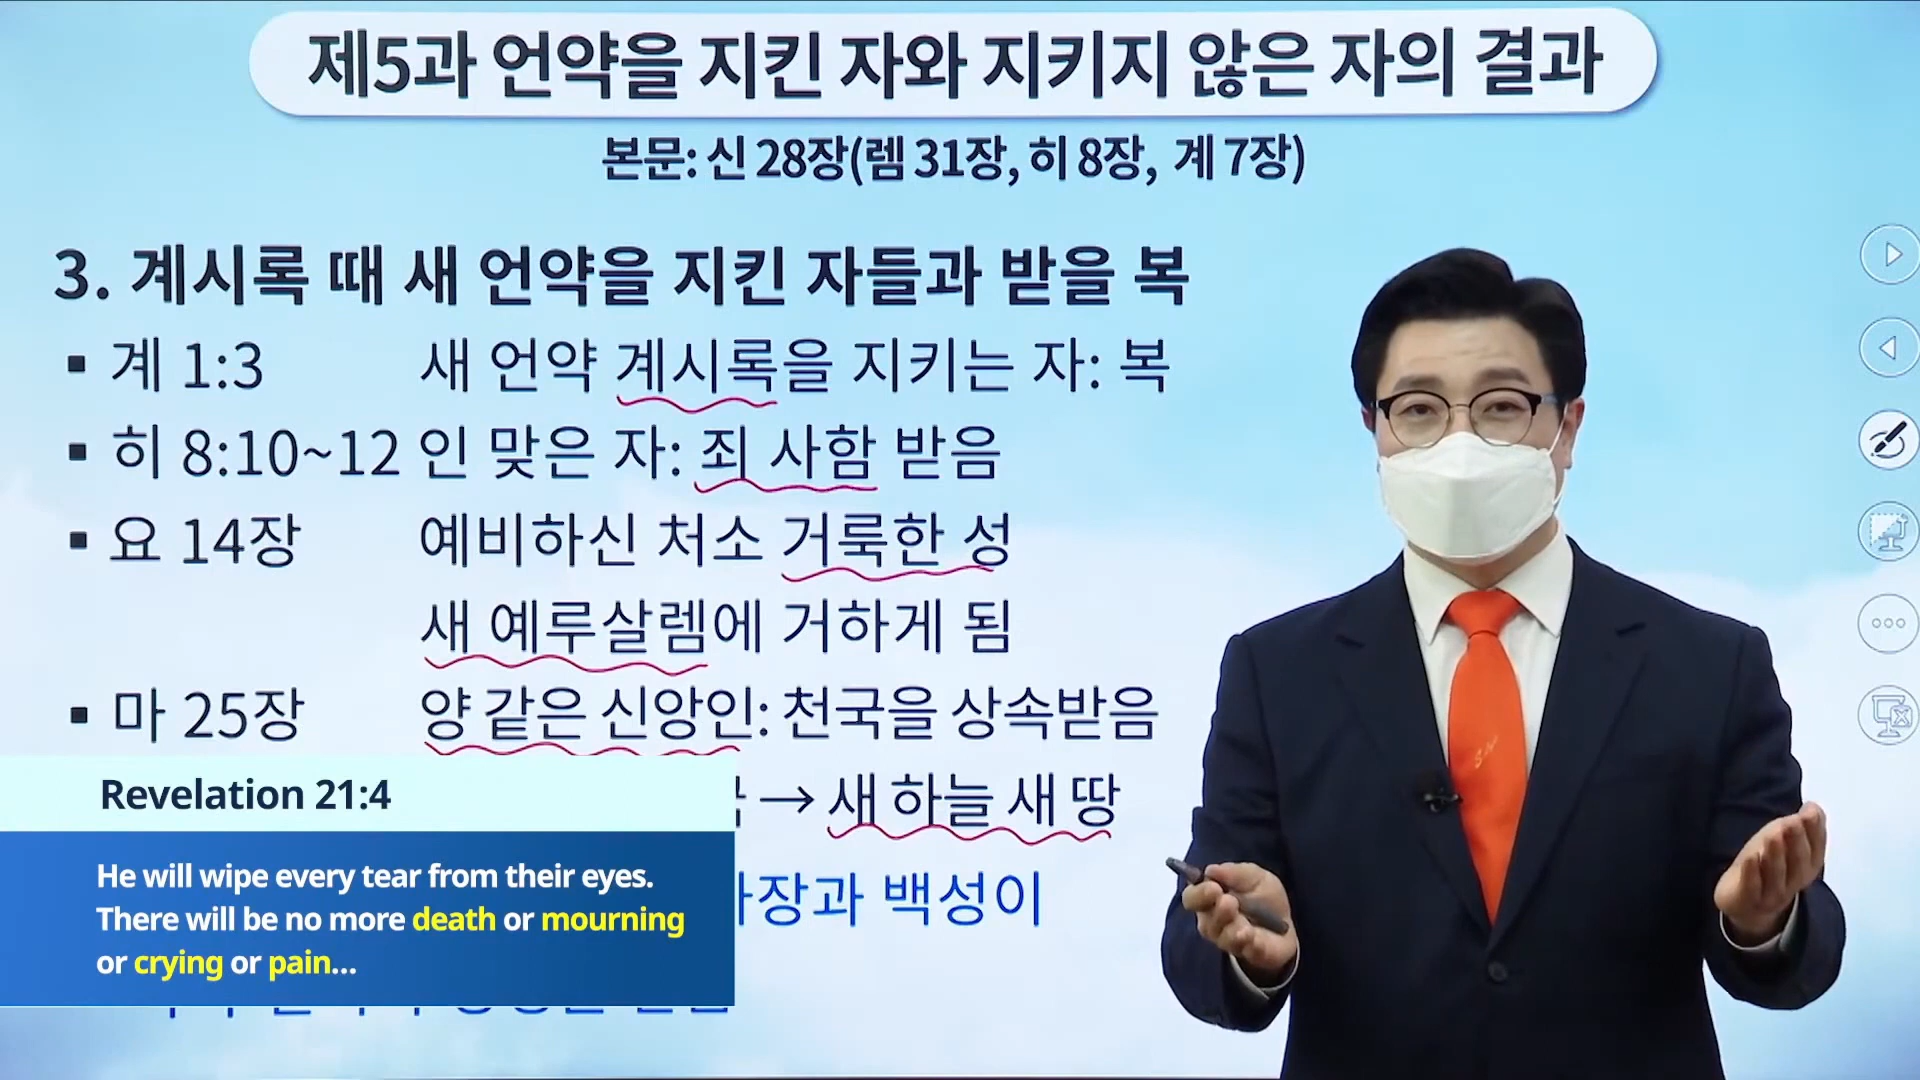 제5과 언약을 지킨 자와 지키지 않은 자의 결과
본문: 신 28장(렘 31장, 히 8장, 계 7장)
3. 계시록 때 새 언약을 지킨 자들과 받을 복
▪ 계 1:3 새 언약 계시록을 지키는 자: 복
▪ 히 8:10~12 인 맞은 자: 죄 사함 받음
▪ 요 14장 예비하신 처소 거룩한 성
새 예루살렘에 거하게 됨
▪ 마 25장 양 같은 신앙인: 천국을 상속받음
→ 새 하늘 새 땅
백성이
Revelation 21:4
He will wipe every tear from their eyes.
There will be no more death or mourning
or crying or pain...